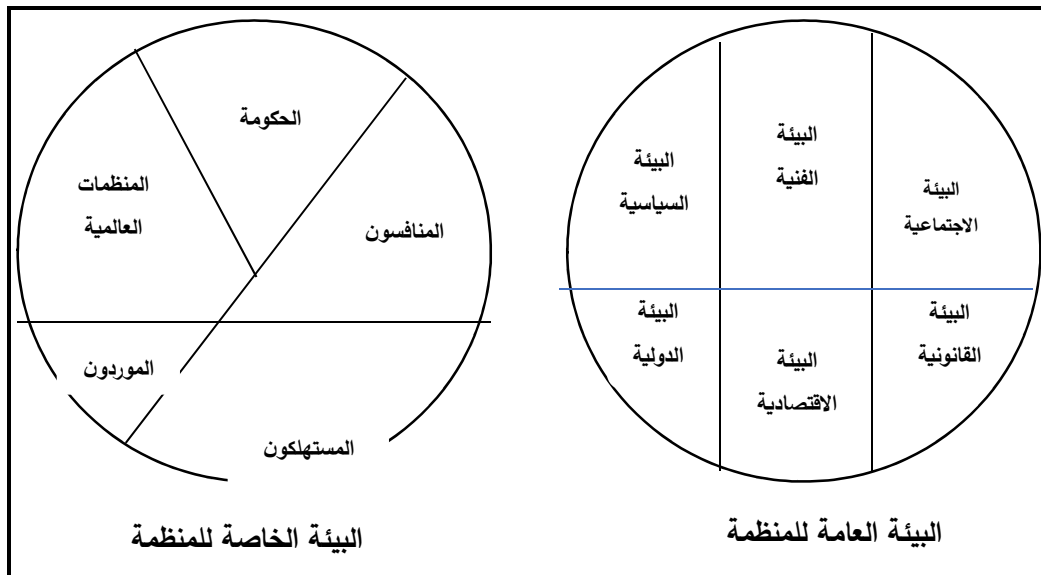 البيئة
الاجتماعية
البيئة
الفنية
البيئة
السياسية
البيئة
القانونية
البيئة
الاقتصادية
البيئة
الدولية
البيئة العامة للمنظمة
الحكومة
المنافسون
المنظمات
العالمية
الموردون
المستهلكون
البيئة الخاصة للمنظمة